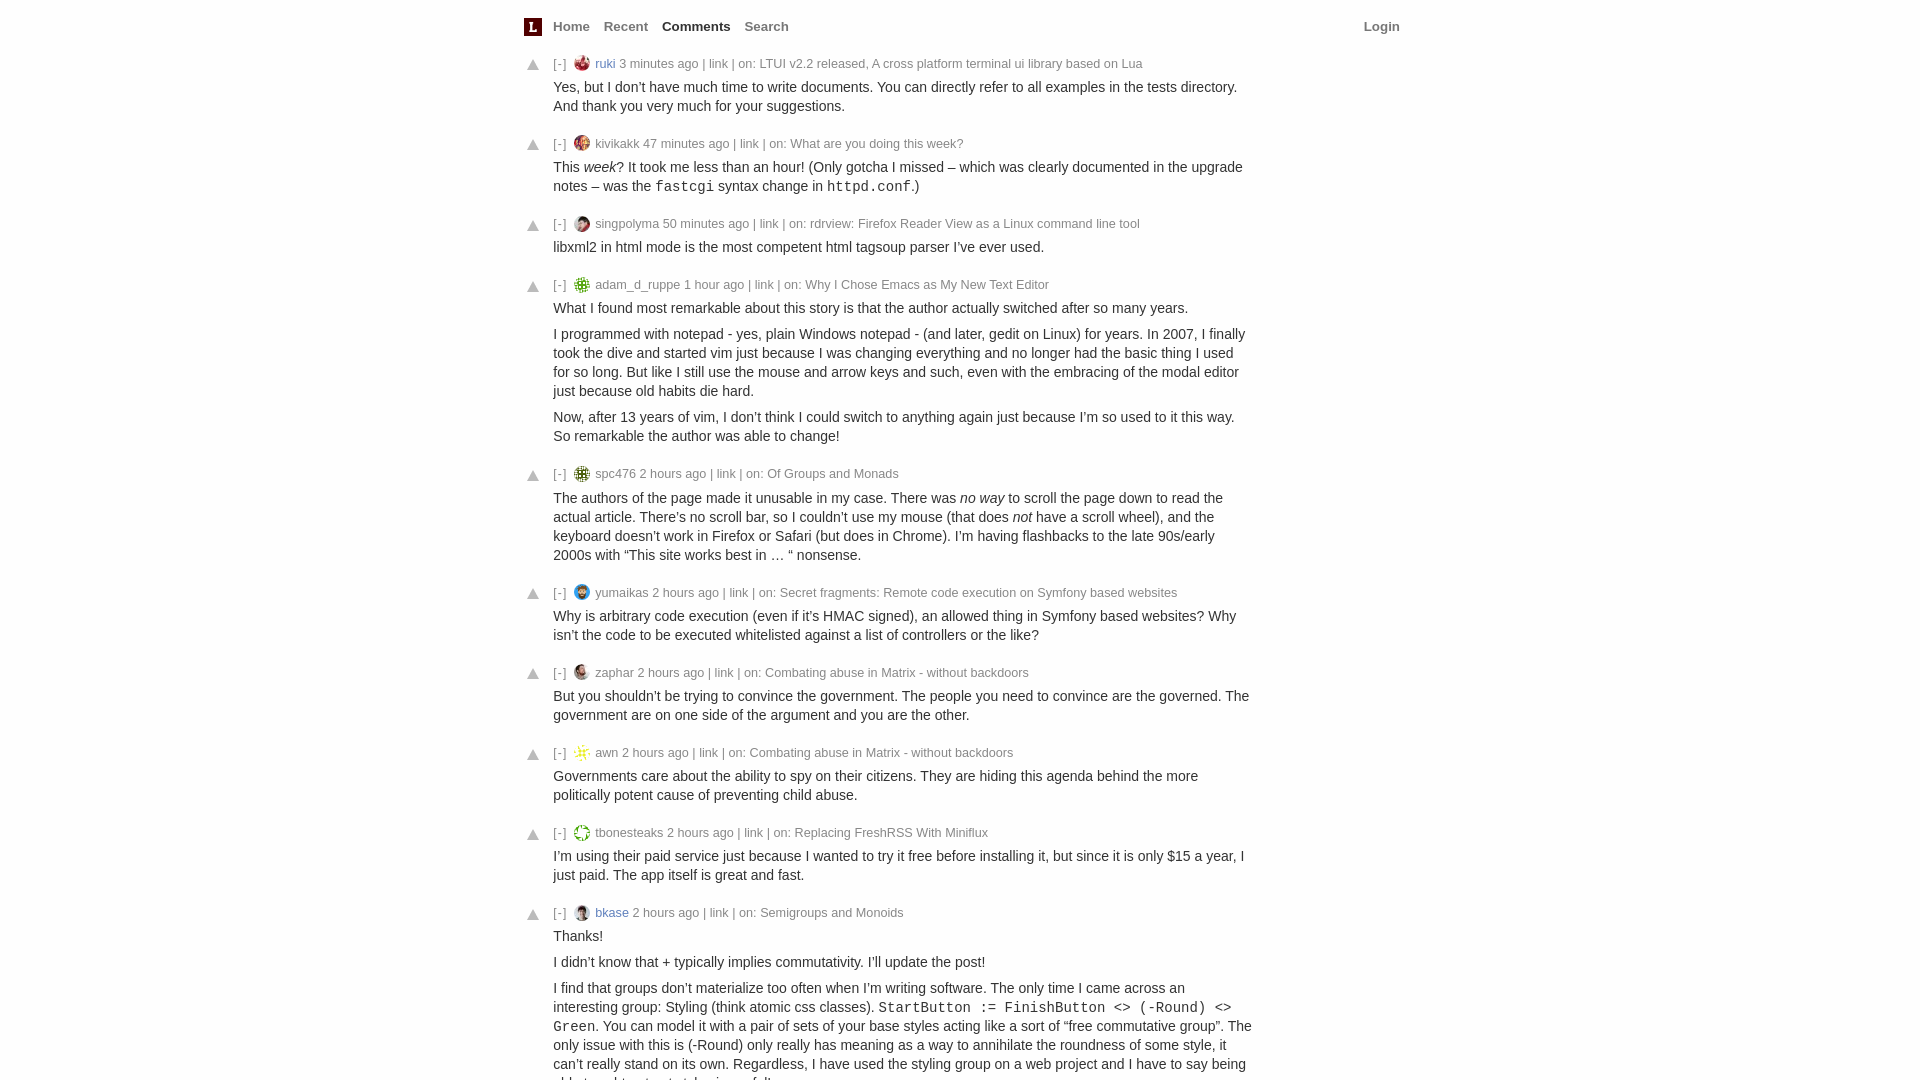 L Home Recent Comments Search Login
[-] ruki 3 minutes ago | link | on: LTUI v2.2 released, A cross platform terminal ui library based on Lua
Yes, but I don’t have much time to write documents. You can directly refer to all examples in the tests directory.
And thank you very much for your suggestions.
[-] kivikakk 47 minutes ago | link | on: What are you doing this week?
This week? It took me less than an hour! (Only gotcha I missed – which was clearly documented in the upgrade
notes – was the fastcgi syntax change in httpd.conf.)
[-] singpolyma 50 minutes ago | link | on: rdrview: Firefox Reader View as a Linux command line tool
libxml2 in html mode is the most competent html tagsoup parser I’ve ever used.
[-] adam_d_ruppe 1 hour ago | link | on: Why I Chose Emacs as My New Text Editor
What I found most remarkable about this story is that the author actually switched after so many years.
I programmed with notepad - yes, plain Windows notepad - (and later, gedit on Linux) for years. In 2007, I finally
took the dive and started vim just because I was changing everything and no longer had the basic thing I used
for so long. But like I still use the mouse and arrow keys and such, even with the embracing of the modal editor
just because old habits die hard.
Now, after 13 years of vim, I don’t think I could switch to anything again just because I’m so used to it this way.
So remarkable the author was able to change!
[-] spc476 2 hours ago | link | on: Of Groups and Monads
The authors of the page made it unusable in my case. There was no way to scroll the page down to read the
actual article. There’s no scroll bar, so I couldn’t use my mouse (that does not have a scroll wheel), and the
keyboard doesn’t work in Firefox or Safari (but does in Chrome). I’m having flashbacks to the late 90s/early
2000s with “This site works best in … “ nonsense.
[-] yumaikas 2 hours ago | link | on: Secret fragments: Remote code execution on Symfony based websites
Why is arbitrary code execution (even if it’s HMAC signed), an allowed thing in Symfony based websites? Why
isn’t the code to be executed whitelisted against a list of controllers or the like?
[-] zaphar 2 hours ago | link | on: Combating abuse in Matrix - without backdoors
But you shouldn’t be trying to convince the government. The people you need to convince are the governed. The
government are on one side of the argument and you are the other.
[-] awn 2 hours ago | link | on: Combating abuse in Matrix - without backdoors
Governments care about the ability to spy on their citizens. They are hiding this agenda behind the more
politically potent cause of preventing child abuse.
[-] tbonesteaks 2 hours ago | link | on: Replacing FreshRSS With Miniflux
I’m using their paid service just because I wanted to try it free before installing it, but since it is only $15 a year, I
just paid. The app itself is great and fast.
[-] bkase 2 hours ago | link | on: Semigroups and Monoids
Thanks!
I didn’t know that + typically implies commutativity. I’ll update the post!
I find that groups don’t materialize too often when I’m writing software. The only time I came across an
interesting group: Styling (think atomic css classes). StartButton := FinishButton <> (-Round) <>
Green. You can model it with a pair of sets of your base styles acting like a sort of “free commutative group”. The
only issue with this is (-Round) only really has meaning as a way to annihilate the roundness of some style, it
can’t really stand on its own. Regardless, I have used the styling group on a web project and I have to say being